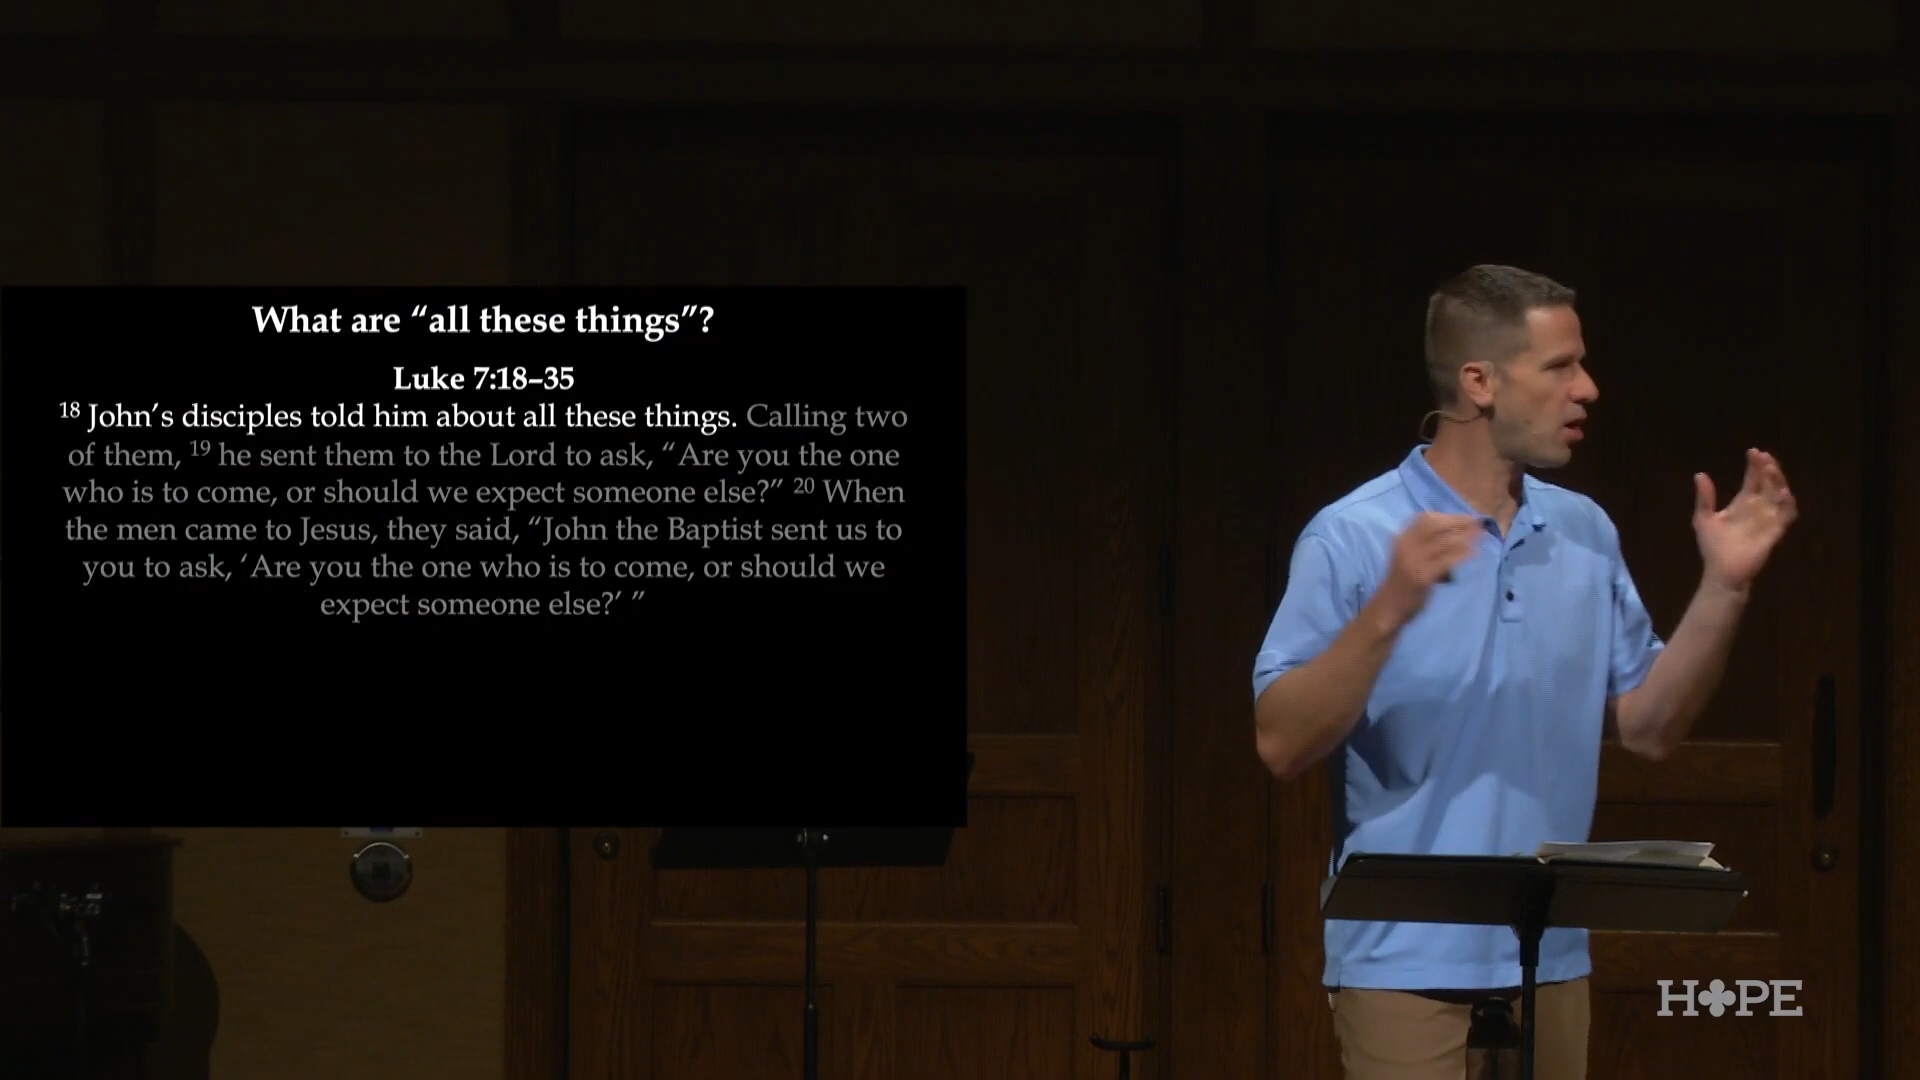 What are “all these things”?
Luke 7:18–35
18 John’s disciples told him about all these things. Calling two
of them, 19 he sent them to the Lord to ask, “Are you the one
who is to come, or should we expect someone else?” 20 When
the men came to Jesus, they said, “John the Baptist sent us to
you to ask, ‘Are you the one who is to come, or should we
expect someone else?’ ”
HOPE